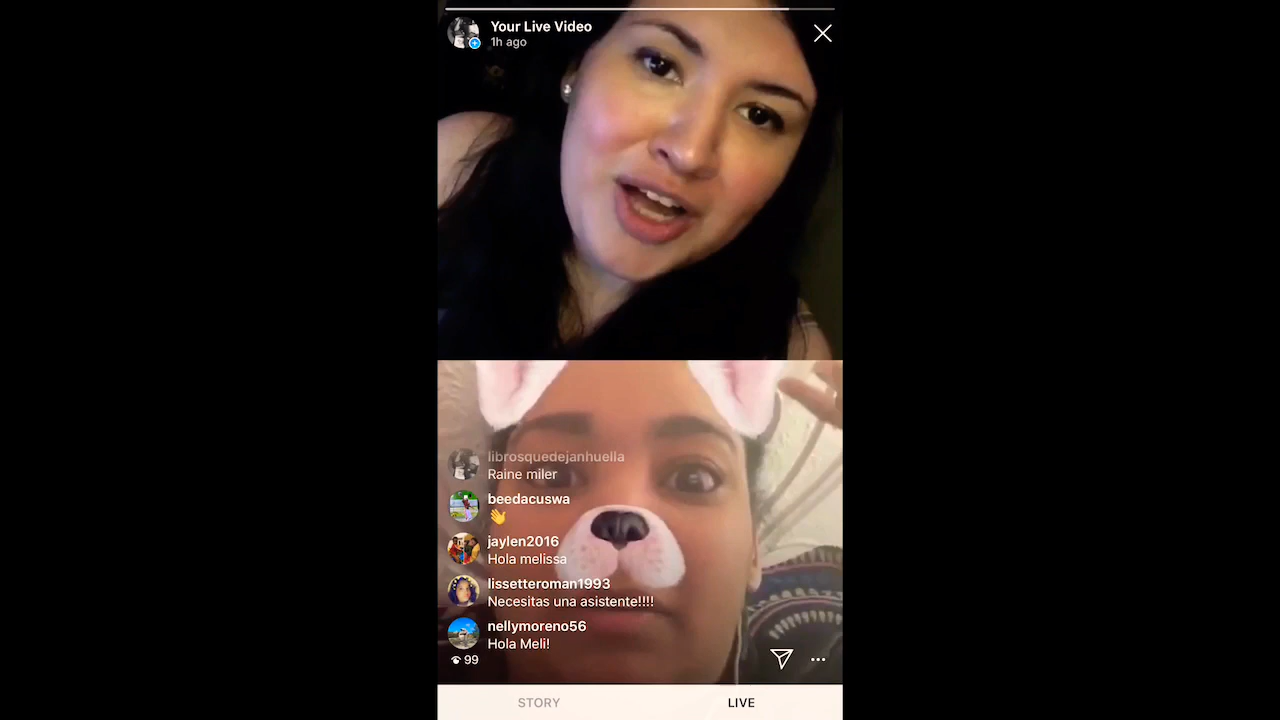 Your Live Video
1h ago
librosquedejanhuella
Raine miler
beedacuswa
👋
jaylen2016
Hola melissa
lissetteroman1993
Necesitas una asistente!!!!
nellymoreno56
Hola Meli!
99
STORY
LIVE